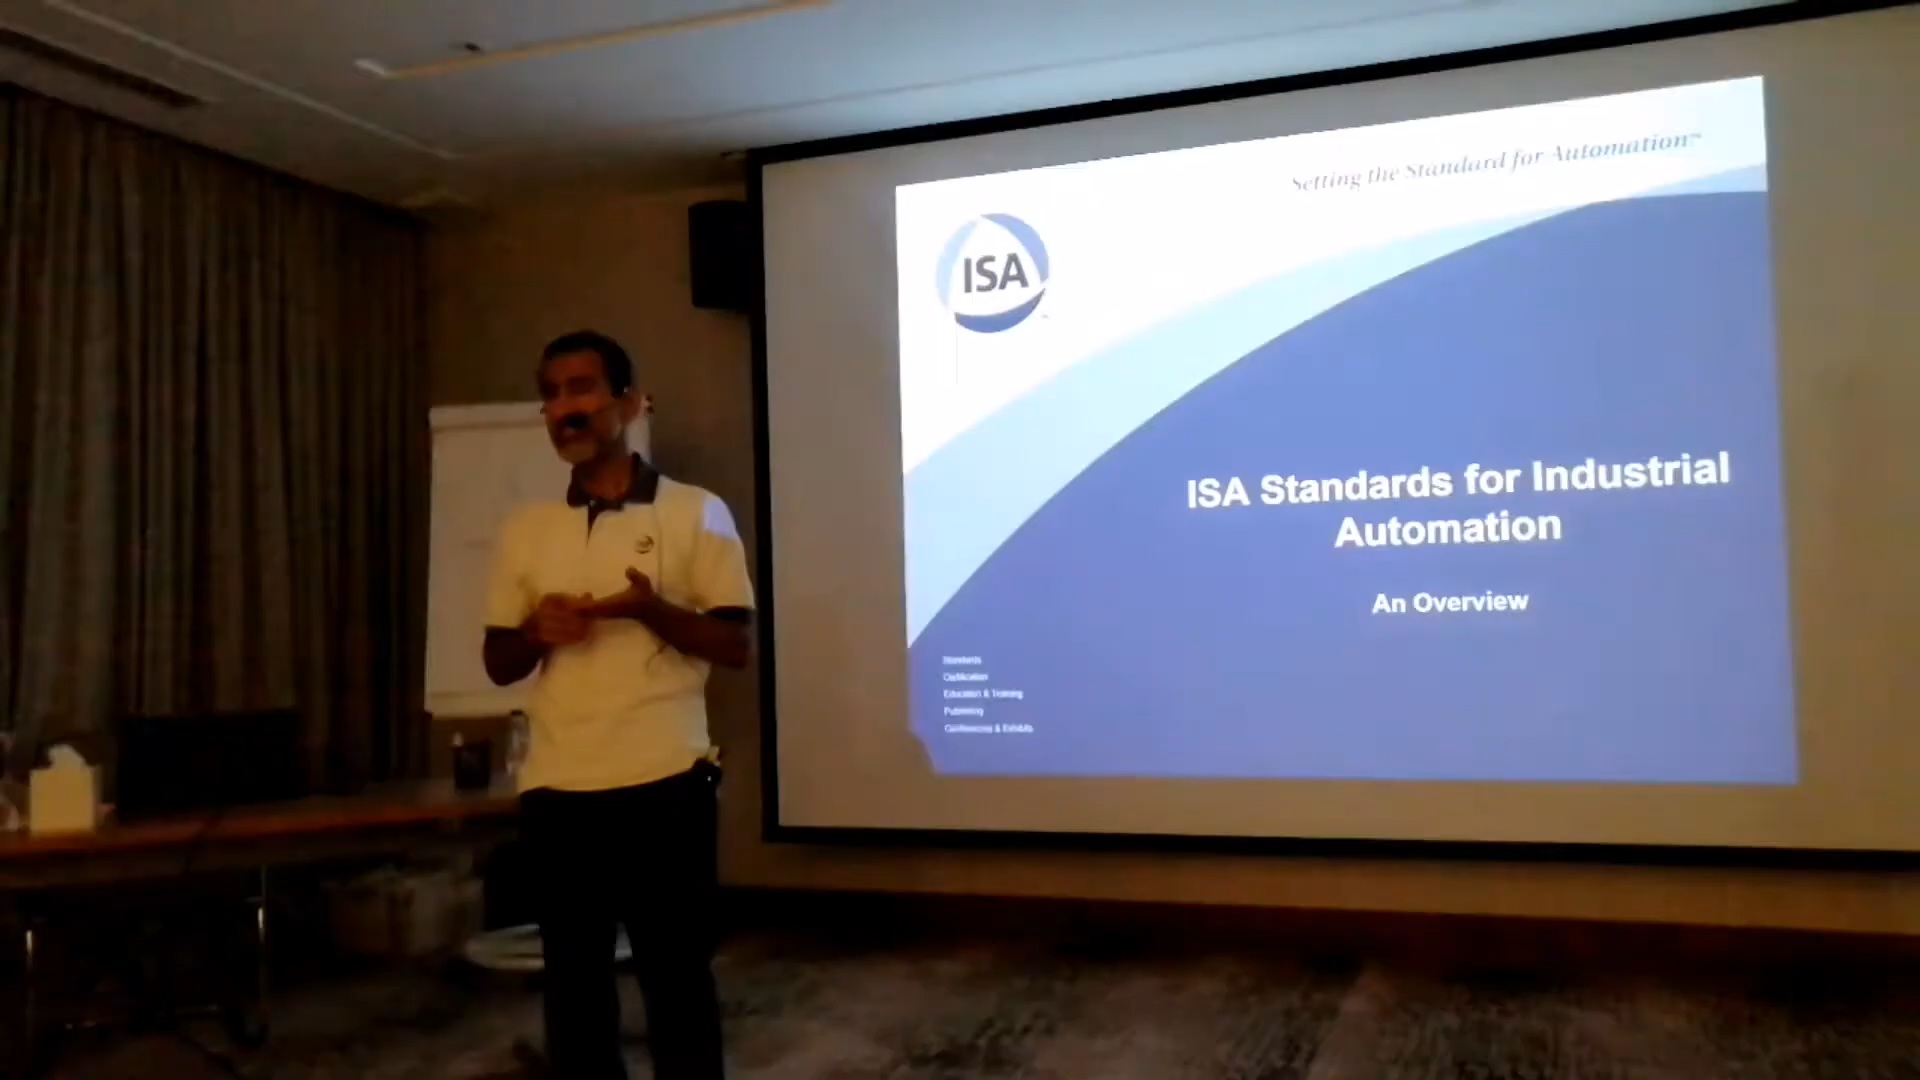 Setting the Standard for Automation™
ISA
ISA Standards for Industrial
Automation
An Overview
Standards
Certification
Education & Training
Publishing
Conferences & Exhibits